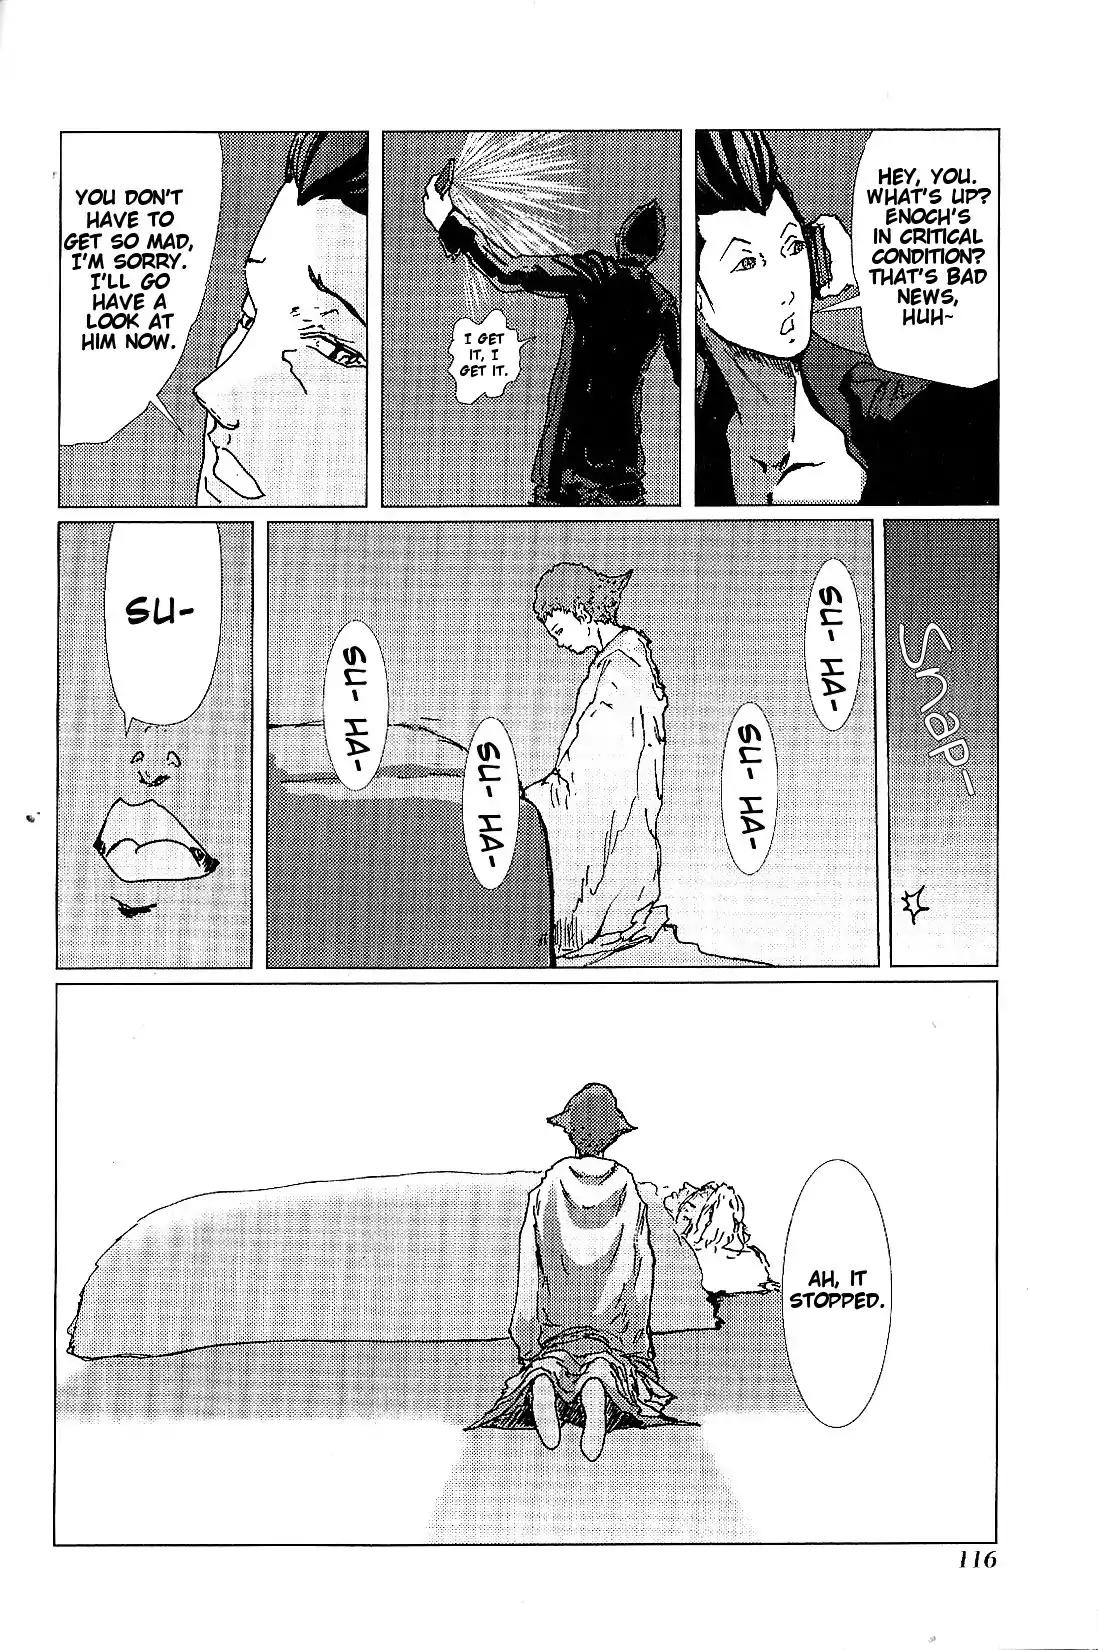 HEY, YOU.
WHAT'S UP?
ENOCH'S
IN CRITICAL
CONDITION?
THAT'S BAD
NEWS,
HUH~
I GET
IT, I
GET IT.
YOU DON'T
HAVE TO
GET SO MAD,
I'M SORRY.
I'LL GO
HAVE A
LOOK AT
HIM NOW.
Snap-
SU- HA-
SU- HA-
SU- HA-
SU- HA-
SU-
AH, IT
STOPPED.
116